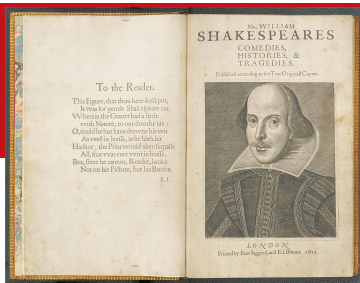 To the Reader.
This Figure, that thou here seest put,
It was for gentle Shakespeare cut;
Wherein the Grauer had a strife
with Nature, to out-doo the life:
O, could he but haue drawne his wit
As well in brasse, as he hath hit
His face, the Print would then surpasse
All, that was euer writ in brasse.
But, since he cannot, Reader, looke
Not on his Picture, but his Booke.
B. I.
Mr. WILLIAM
SHAKESPEARES
COMEDIES,
HISTORIES, &
TRAGEDIES.
Published according to the True Originall Copies.
LONDON
Printed by Isaac Iaggard, and Ed. Blount. 1623